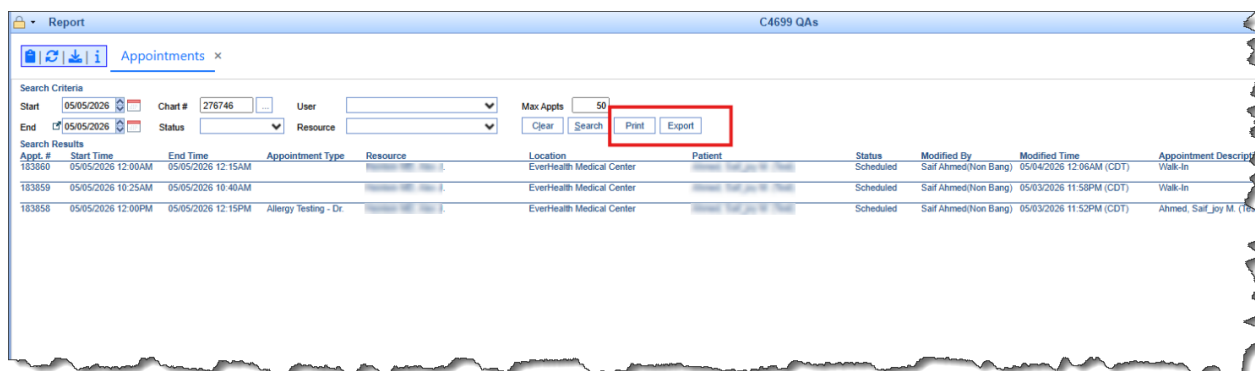 Report C4699 QAs
i Appointments ×
Search Criteria
Start 05/05/2026 Chart # 276746 ... User Max Appts 50
End 05/05/2026 Status Resource Clear Search Print Export
Search Results
Appt. # Start Time End Time Appointment Type Resource Location Patient Status Modified By Modified Time Appointment Descript
183860 05/05/2026 12:00AM 05/05/2026 12:15AM EverHealth Medical Center Scheduled Saif Ahmed(Non Bang) 05/04/2026 12:06AM (CDT) Walk-In
183859 05/05/2026 10:25AM 05/05/2026 10:40AM EverHealth Medical Center Scheduled Saif Ahmed(Non Bang) 05/03/2026 11:58PM (CDT) Walk-In
183858 05/05/2026 12:00PM 05/05/2026 12:15PM Allergy Testing - Dr. EverHealth Medical Center Scheduled Saif Ahmed(Non Bang) 05/03/2026 11:52PM (CDT) Ahmed, Saif_joy M. (Tes